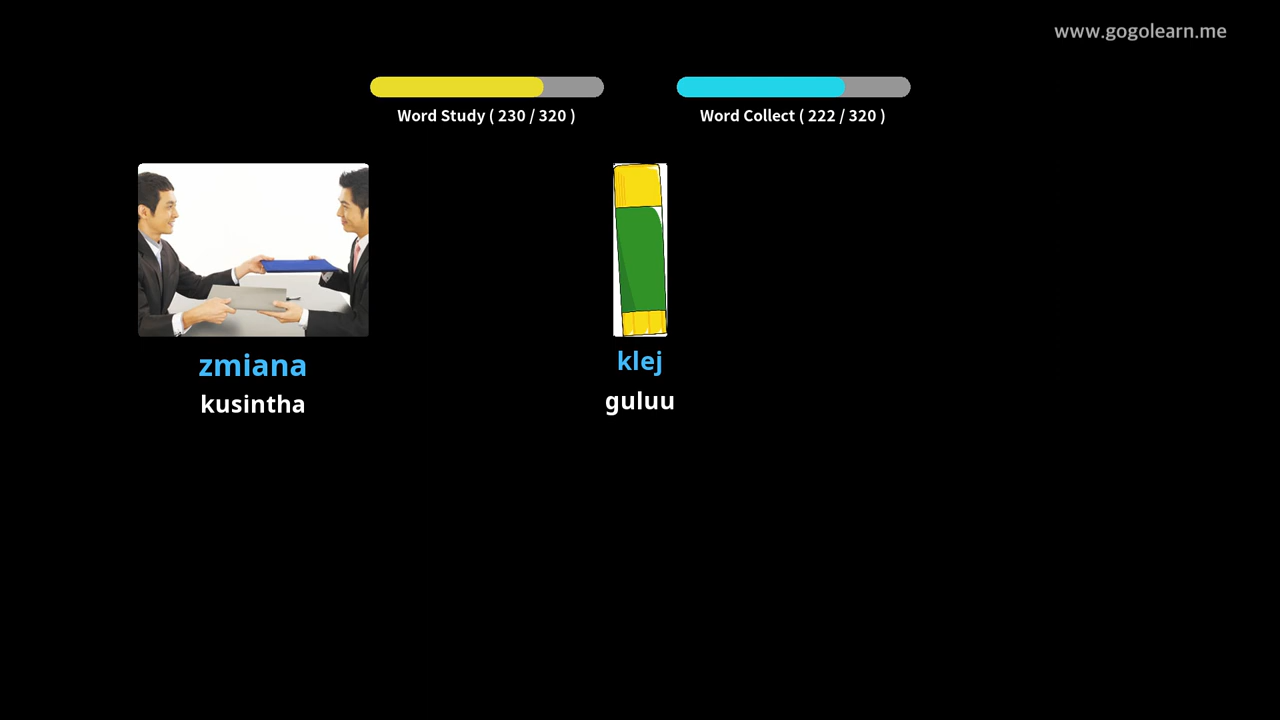 www.gogolearn.me
Word Study ( 230 / 320 )
Word Collect ( 222 / 320 )
zmiana
kusintha
klej
guluu